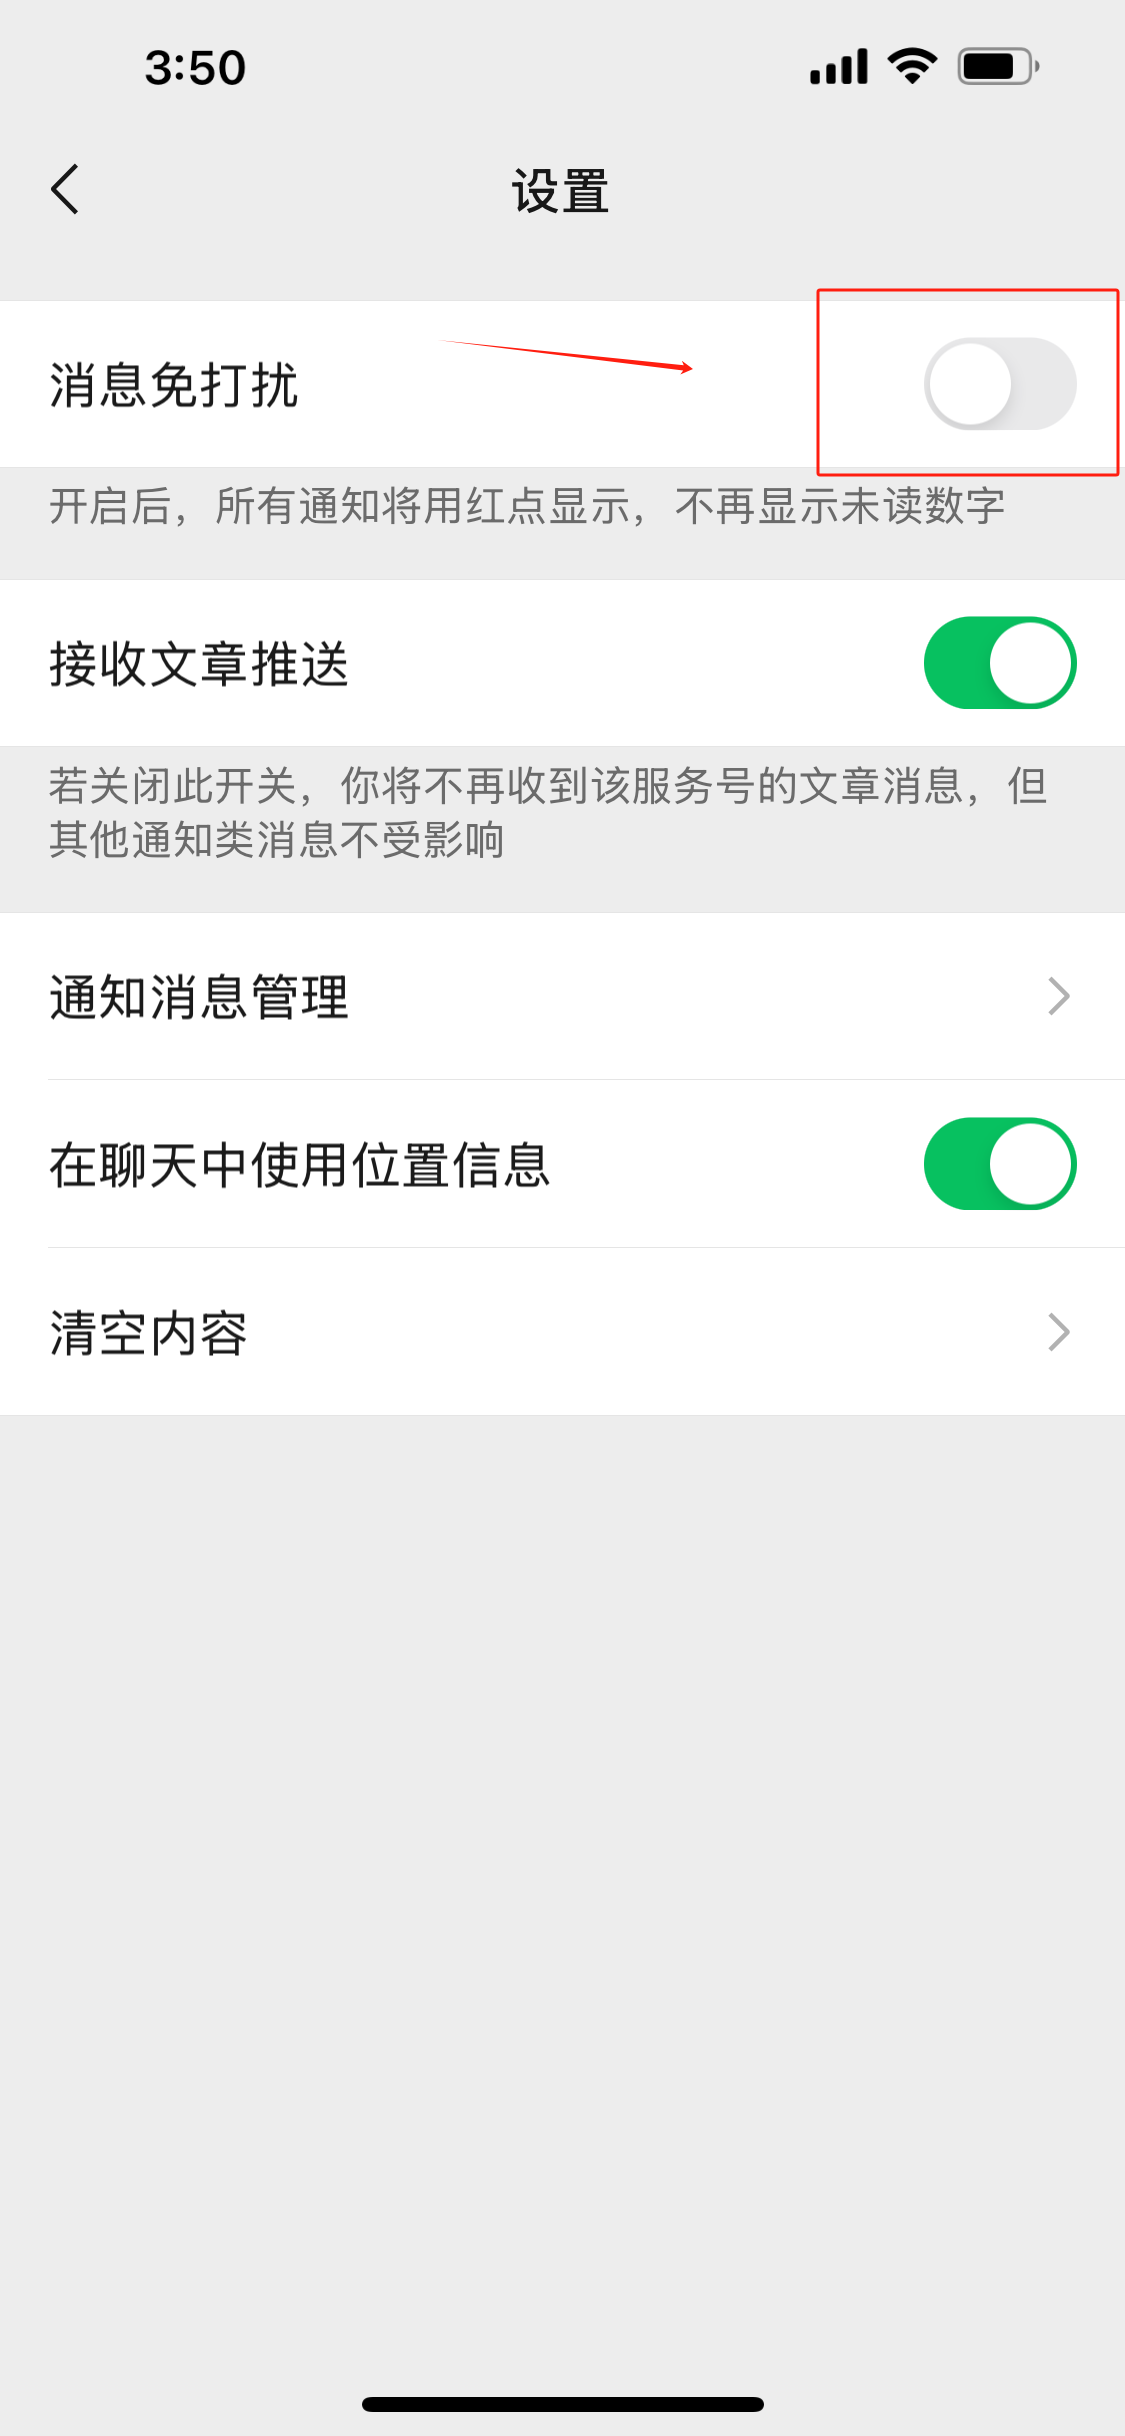 3:50
设置
消息免打扰
开启后，所有通知将用红点显示，不再显示未读数字
接收文章推送
若关闭此开关，你将不再收到该服务号的文章消息，但
其他通知类消息不受影响
通知消息管理
在聊天中使用位置信息
清空内容